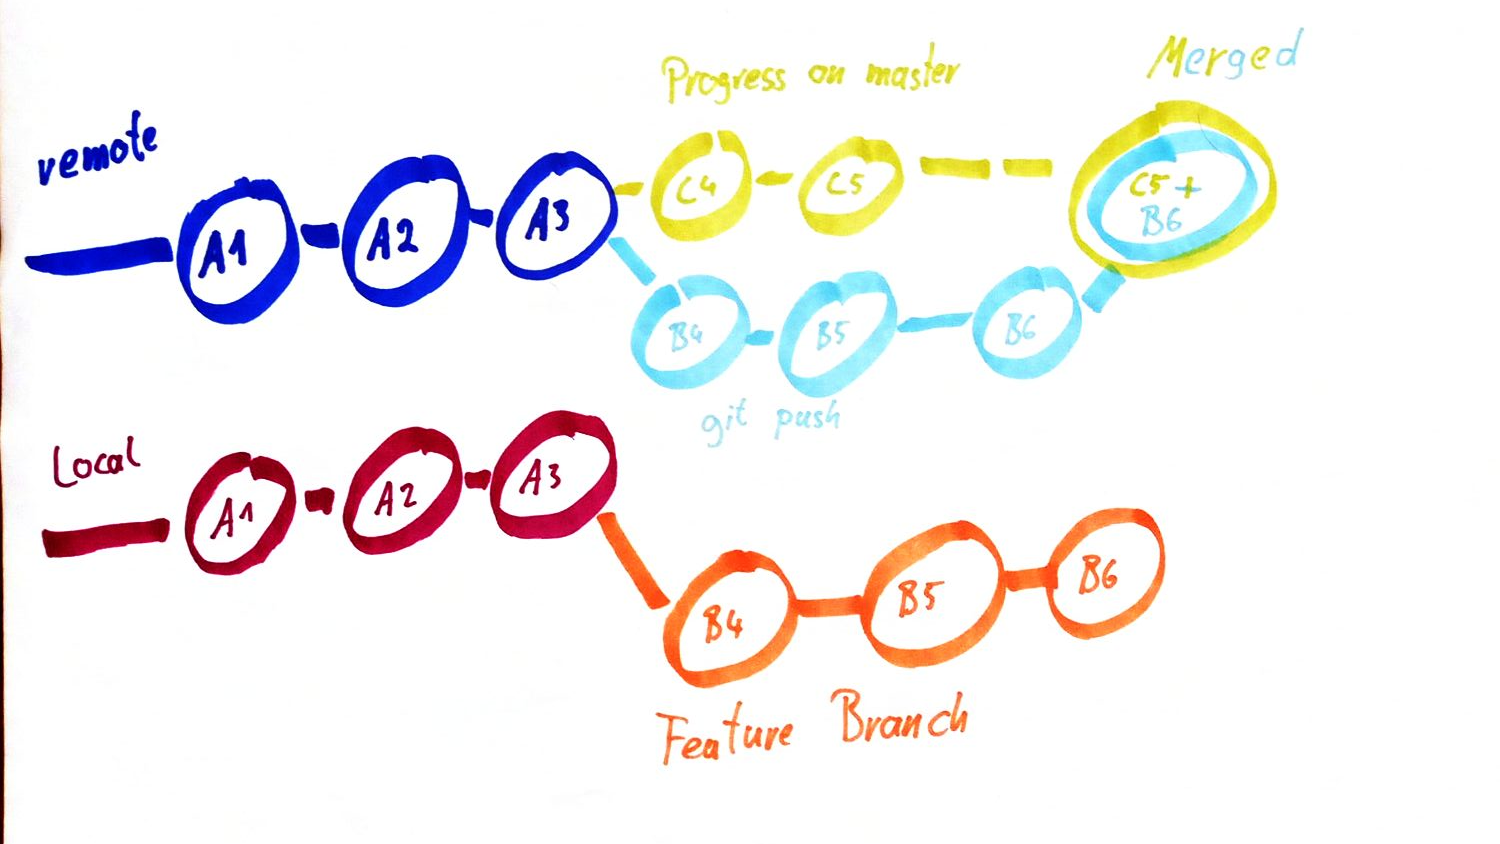 Progress on master
Merged
remote
A1 A2 A3 C4 C5 C5 +
B6
B4 B5 B6
git push
Local
A1 A2 A3
B4 B5 B6
Feature Branch